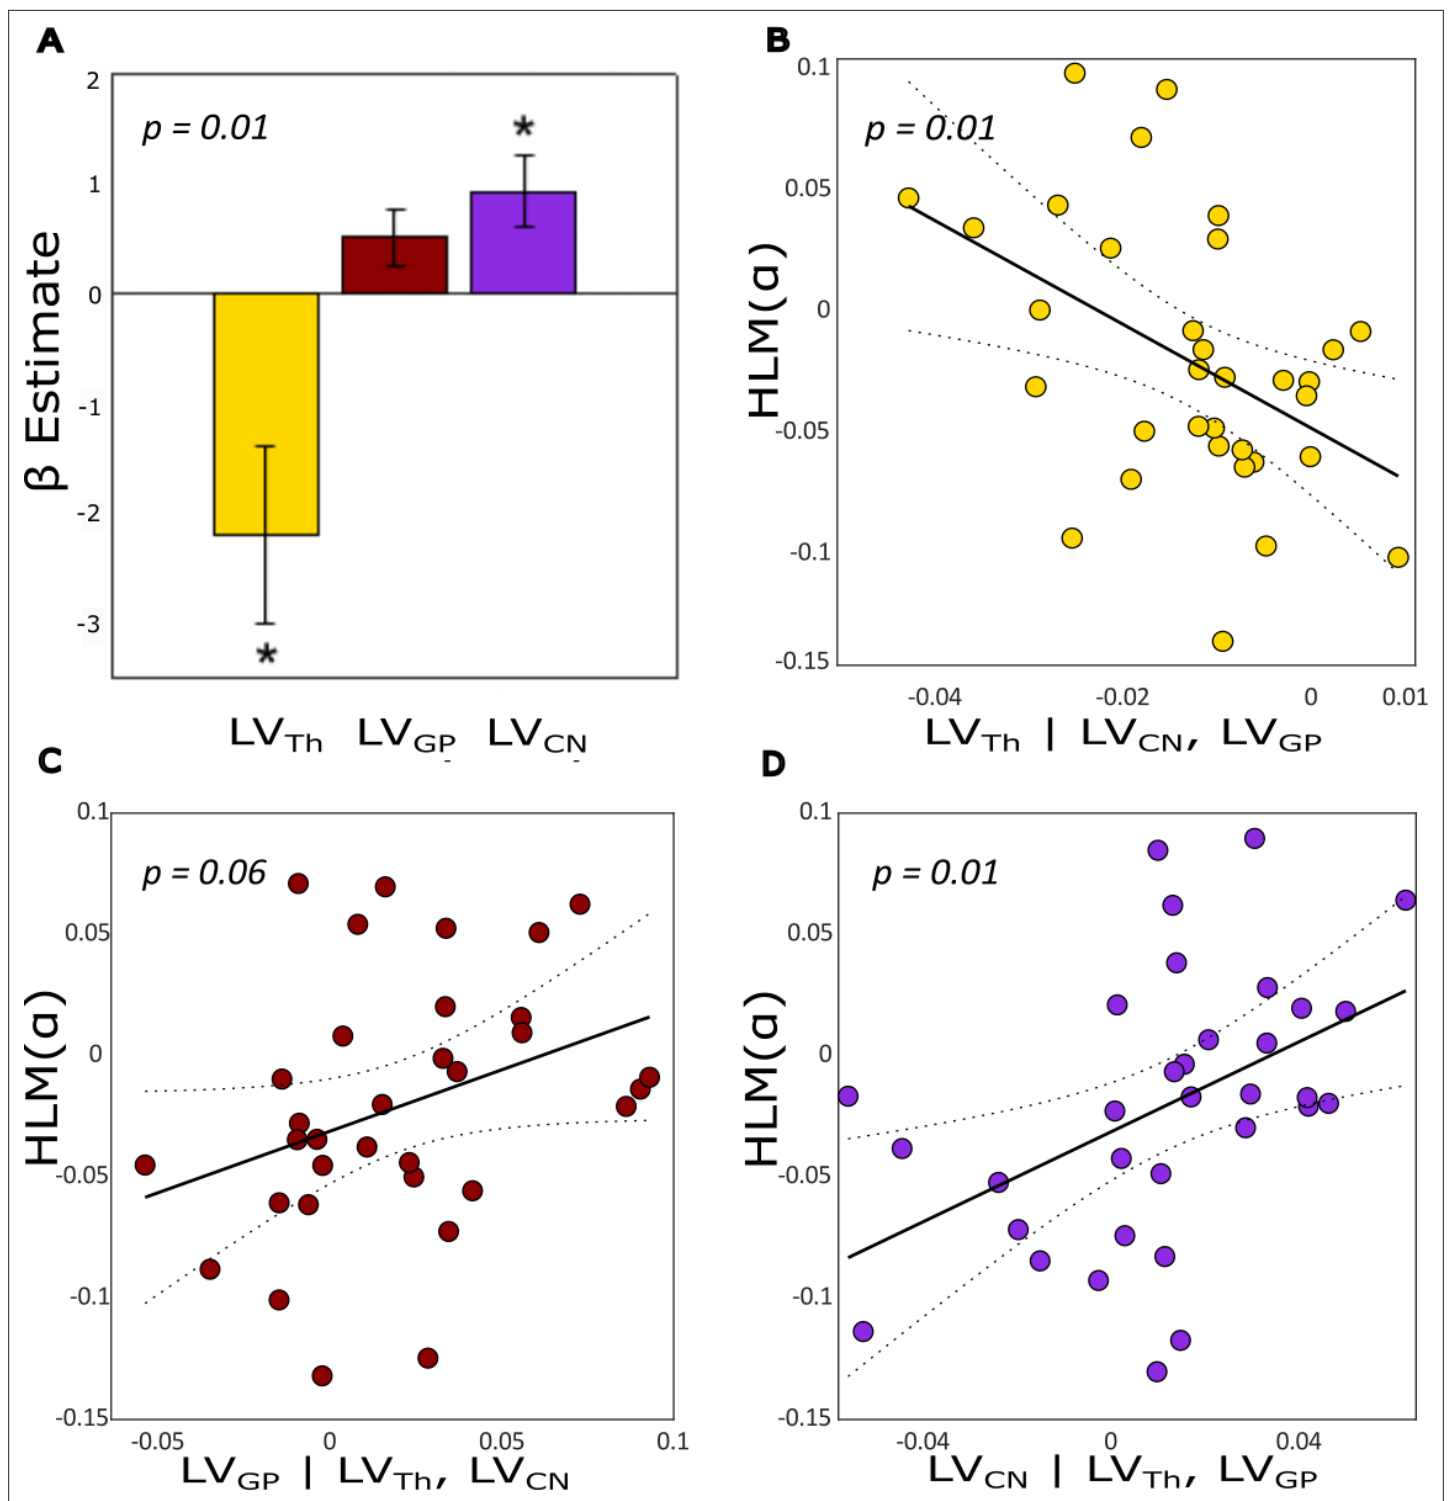 A
p = 0.01
*
*
2
1
0
-1
-2
-3
β Estimate
LVTh LVGP LVCN
B
p = 0.01
0.1
0.05
0
-0.05
-0.1
-0.15
HLM(α)
-0.04 -0.02 0 0.01
LVTh | LVCN, LVGP
C
p = 0.06
0.1
0.05
0
-0.05
-0.1
-0.15
HLM(α)
-0.05 0 0.05 0.1
LVGP | LVTh, LVCN
D
p = 0.01
0.1
0.05
0
-0.05
-0.1
-0.15
HLM(α)
-0.04 0 0.04
LVCN | LVTh, LVGP